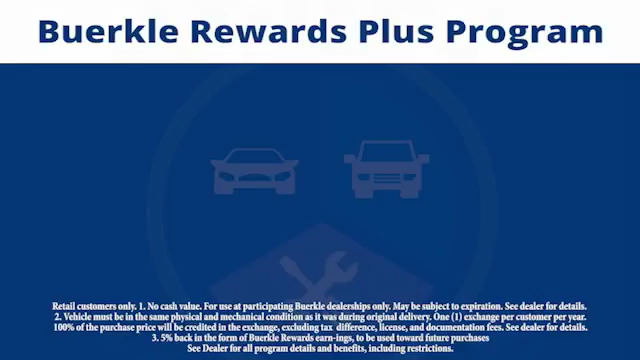 Buerkle Rewards Plus Program
Retail customers only. 1. No cash value. For use at participating Buerkle dealerships only. May be subject to expiration. See dealer for details.
2. Vehicle must be in the same physical and mechanical condition as it was during original delivery. One (1) exchange per customer per year.
100% of the purchase price will be credited in the exchange, excluding tax difference, license, and documentation fees. See dealer for details.
3. 5% back in the form of Buerkle Rewards earn-ings, to be used toward future purchases
See Dealer for all program details and benefits, including restrictions.